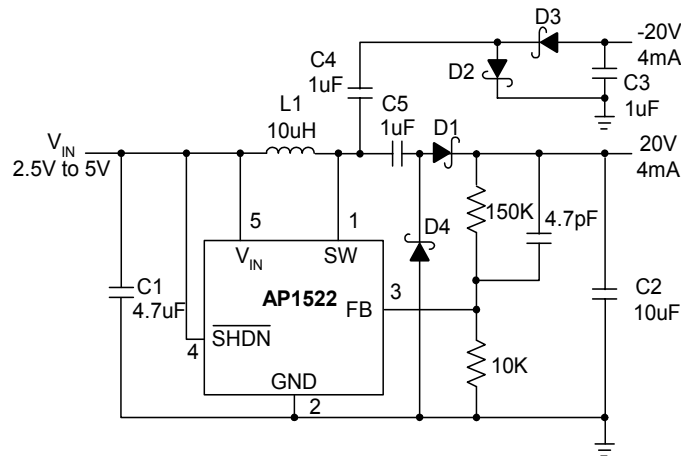 D3
-20V
4mA
C4
1uF
D2
C3
1uF
L1
10uH
C5
1uF
D1
V_IN
2.5V to 5V
20V
4mA
5
1
150K
4.7pF
D4
V_IN
SW
C1
4.7uF
AP1522
3
FB
C2
10uF
4
SHDN
10K
GND
2